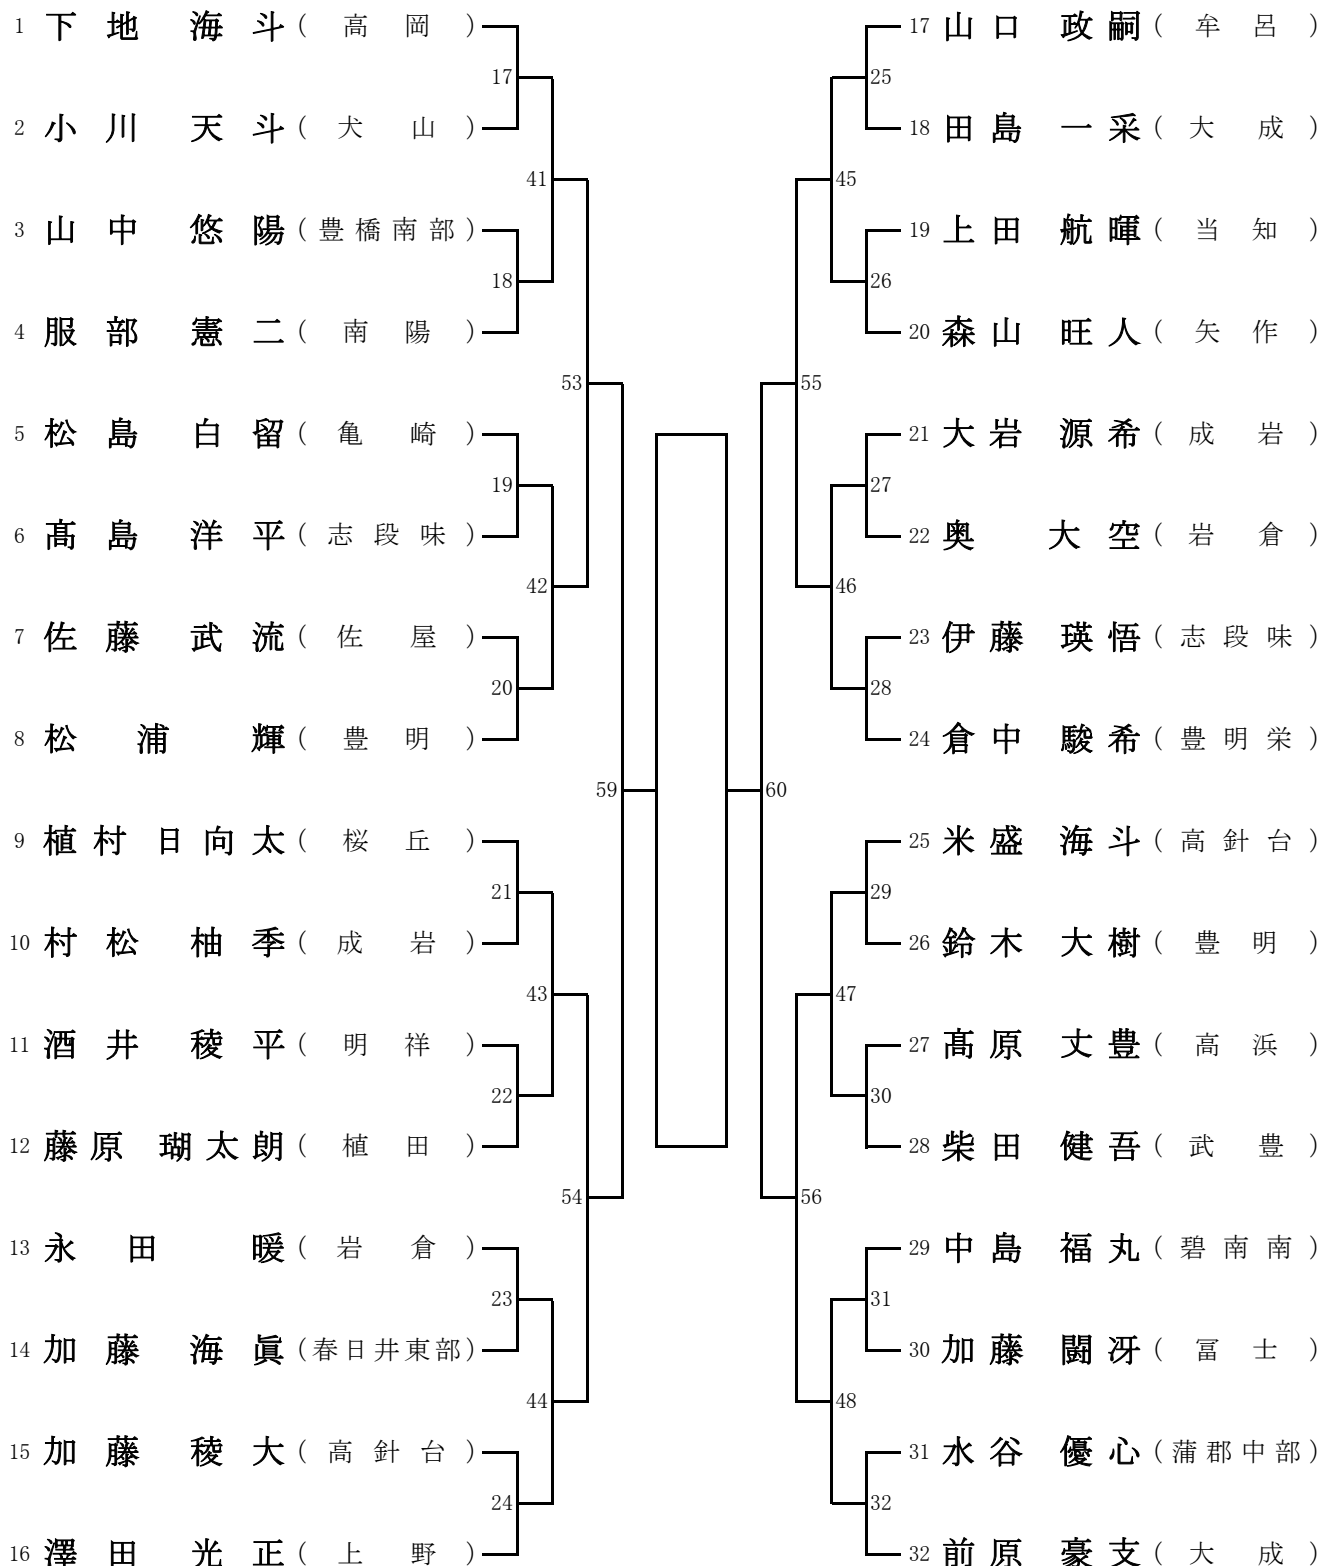 1 下地 海斗 ( 高岡 )
17
2 小川 天斗 ( 犬山 )
41
3 山中 悠陽 ( 豊橋南部 )
18
4 服部 憲二 ( 南陽 )
53
5 松島 白留 ( 亀崎 )
19
6 髙島 洋平 ( 志段味 )
42
7 佐藤 武流 ( 佐屋 )
20
8 松浦 輝 ( 豊明 )
59
9 植村 日向太 ( 桜丘 )
21
10 村松 柚季 ( 成岩 )
43
11 酒井 稜平 ( 明祥 )
22
12 藤原 瑚太朗 ( 植田 )
54
13 永田 暖 ( 岩倉 )
23
14 加藤 海眞 ( 春日井東部 )
44
15 加藤 稜大 ( 高針台 )
24
16 澤田 光正 ( 上野 )
17 山口 政嗣 ( 牟呂 )
25
18 田島 一采 ( 大成 )
45
19 上田 航暉 ( 当知 )
26
20 森山 旺人 ( 矢作 )
55
21 大岩 源希 ( 成岩 )
27
22 奥 大空 ( 岩倉 )
46
23 伊藤 瑛悟 ( 志段味 )
28
24 倉中 駿希 ( 豊明栄 )
60
25 米盛 海斗 ( 高針台 )
29
26 鈴木 大樹 ( 豊明 )
47
27 髙原 丈豊 ( 高浜 )
30
28 柴田 健吾 ( 武豊 )
56
29 中島 福丸 ( 碧南南 )
31
30 加藤 闘冴 ( 冨士 )
48
31 水谷 優心 ( 蒲郡中部 )
32
32 前原 豪支 ( 大成 )